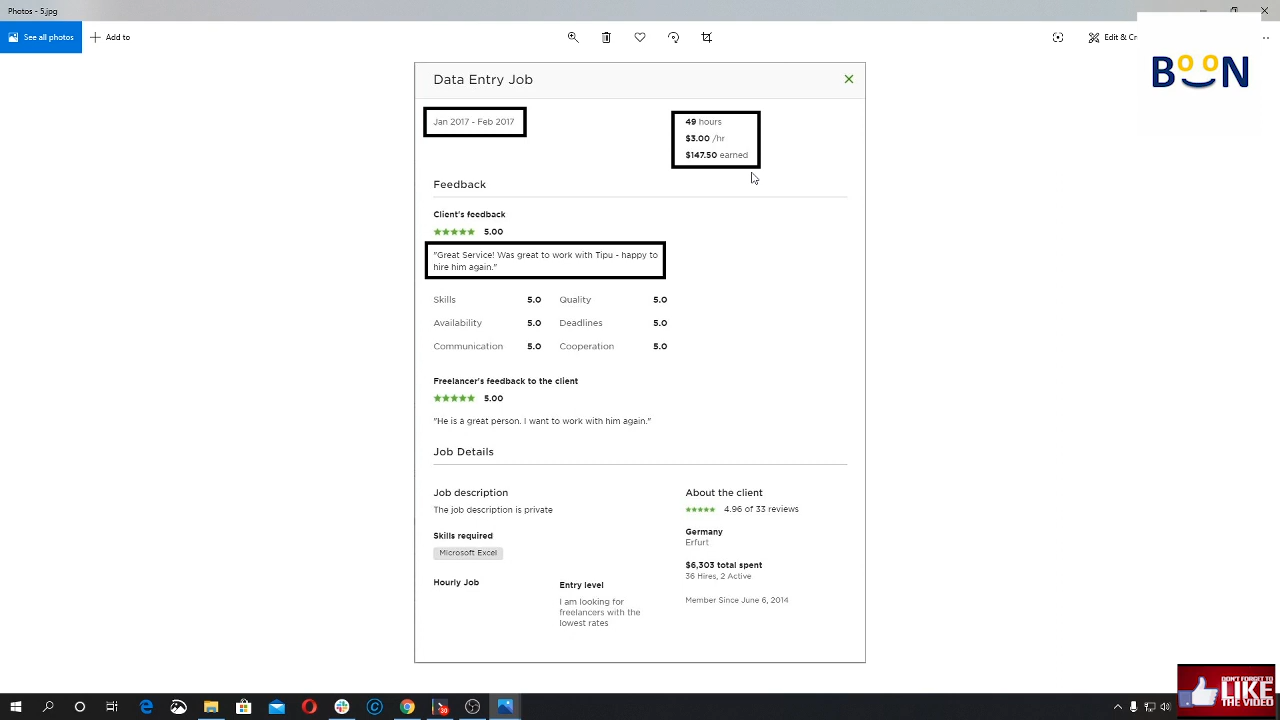 Photos - 5.jpg
See all photos
Add to
Edit & Cr
BOON
Data Entry Job
Jan 2017 - Feb 2017
49 hours
$3.00 /hr
$147.50 earned
Feedback
Client's feedback
5.00
"Great Service! Was great to work with Tipu - happy to
hire him again."
Skills 5.0 Quality 5.0
Availability 5.0 Deadlines 5.0
Communication 5.0 Cooperation 5.0
Freelancer's feedback to the client
5.00
"He is a great person. I want to work with him again."
Job Details
Job description
The job description is private
Skills required
Microsoft Excel
Hourly Job
Entry level
I am looking for
freelancers with the
lowest rates
About the client
4.96 of 33 reviews
Germany
Erfurt
$6,303 total spent
36 Hires, 2 Active
Member Since June 6, 2014
30
DON'T FORGET TO
LIKE
THE VIDEO